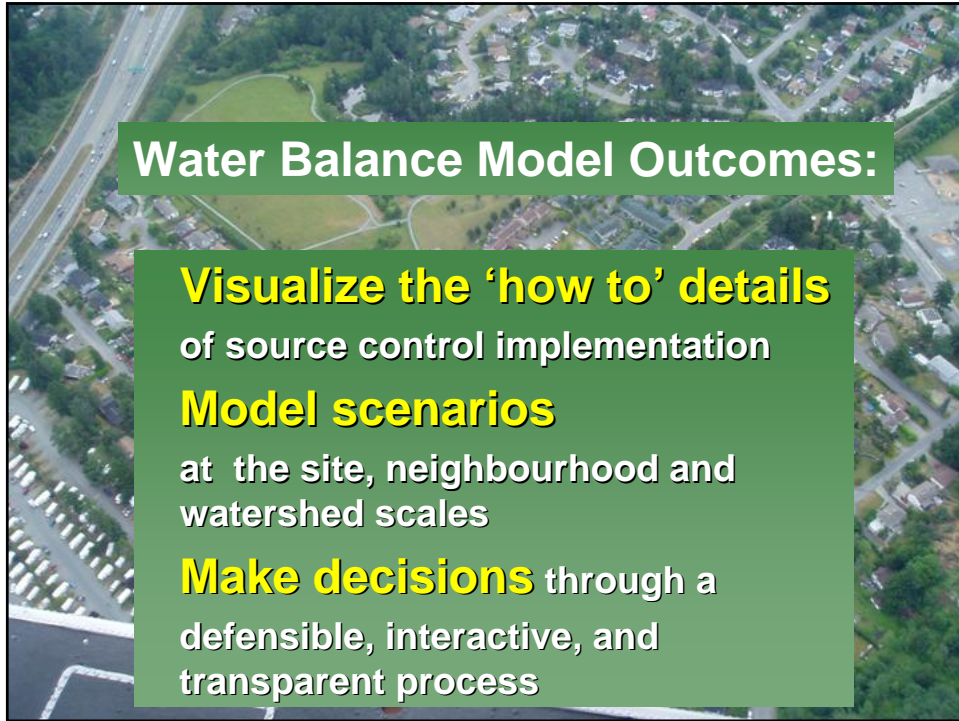 Water Balance Model Outcomes:
Visualize the ‘how to’ details
of source control implementation
Model scenarios
at the site, neighbourhood and
watershed scales
Make decisions through a
defensible, interactive, and
transparent process